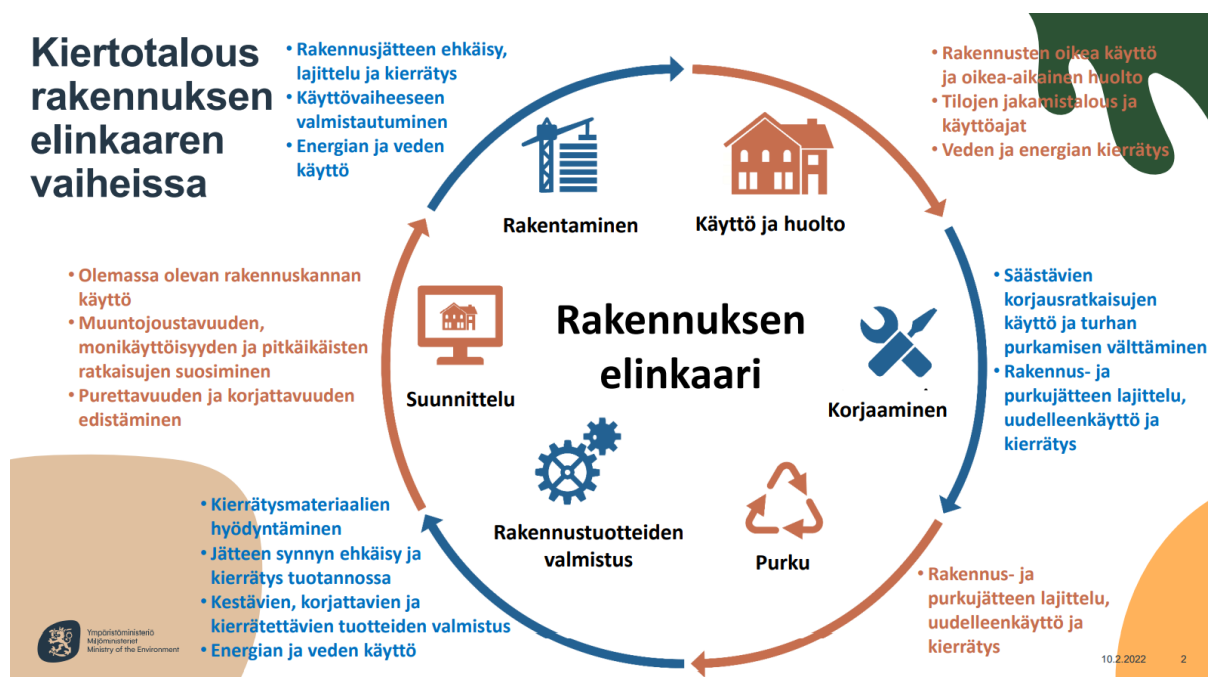 Kiertotalous
rakennuksen
elinkaaren
vaiheissa
• Rakennusjätteen ehkäisy,
lajittelu ja kierrätys
• Käyttövaiheeseen
valmistautuminen
• Energian ja veden
käyttö
• Rakennusten oikea käyttö
ja oikea-aikainen huolto
• Tilojen jakamistalous ja
käyttöajat
• Veden ja energian kierrätys
Rakentaminen
Käyttö ja huolto
• Olemassa olevan rakennuskannan
käyttö
• Muuntojoustavuuden,
monikäyttöisyyden ja pitkäikäisten
ratkaisujen suosiminen
• Purettavuuden ja korjattavuuden
edistäminen
Suunnittelu
Rakennuksen
elinkaari
Korjaaminen
• Säästävien
korjausratkaisujen
käyttö ja turhan
purkamisen välttäminen
• Rakennus- ja
purkujätteen lajittelu,
uudelleenkäyttö ja
kierrätys
• Kierrätysmateriaalien
hyödyntäminen
• Jätteen synnyn ehkäisy ja
kierrätys tuotannossa
• Kestävien, korjattavien ja
kierrätettävien tuotteiden valmistus
• Energian ja veden käyttö
Rakennustuotteiden
valmistus
Purku
• Rakennus- ja
purkujätteen lajittelu,
uudelleenkäyttö ja
kierrätys
Ympäristöministeriö
Miljöministeriet
Ministry of the Environment
10.2.2022
2